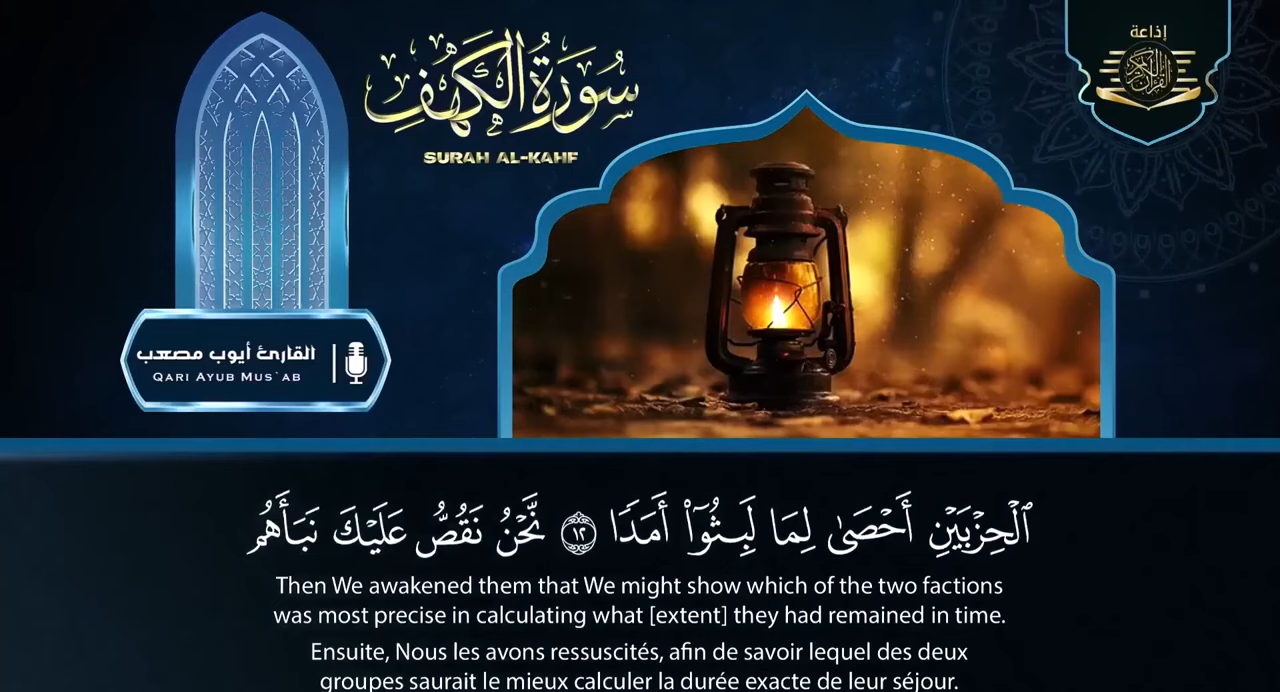 سُورَةُ الكَهْفِ
SURAH AL-KAHF
إذاعة
القرآن الكريم
القارئ أيوب مصعب
QARI AYUB MUS`AB
ٱلْحِزْبَيْنِ أَحْصَىٰ لِمَا لَبِثُوٓا۟ أَمَدًا ١٢ نَّحْنُ نَقُصُّ عَلَيْكَ نَبَأَهُم
Then We awakened them that We might show which of the two factions
was most precise in calculating what [extent] they had remained in time.
Ensuite, Nous les avons ressuscités, afin de savoir lequel des deux
groupes saurait le mieux calculer la durée exacte de leur séjour.